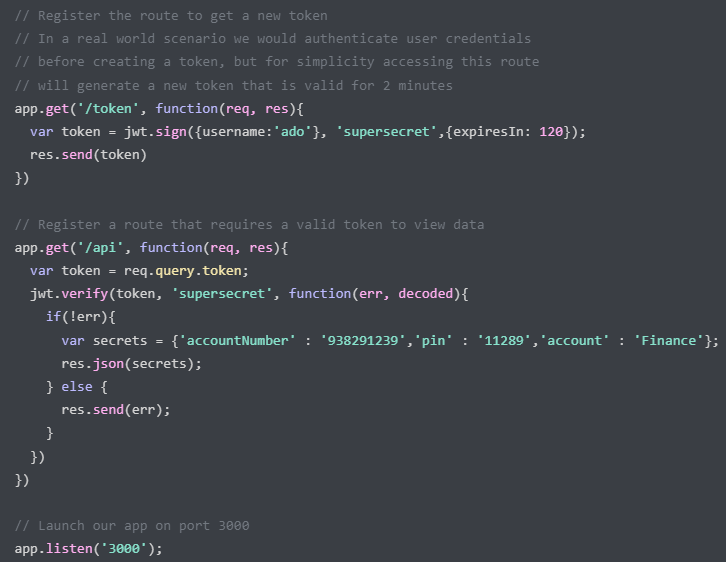 // Register the route to get a new token
// In a real world scenario we would authenticate user credentials
// before creating a token, but for simplicity accessing this route
// will generate a new token that is valid for 2 minutes
app.get('/token', function(req, res){
  var token = jwt.sign({username:'ado'}, 'supersecret',{expiresIn: 120});
  res.send(token)
})

// Register a route that requires a valid token to view data
app.get('/api', function(req, res){
  var token = req.query.token;
  jwt.verify(token, 'supersecret', function(err, decoded){
    if(!err){
      var secrets = {'accountNumber' : '938291239','pin' : '11289','account' : 'Finance'};
      res.json(secrets);
    } else {
      res.send(err);
    }
  })
})

// Launch our app on port 3000
app.listen('3000');